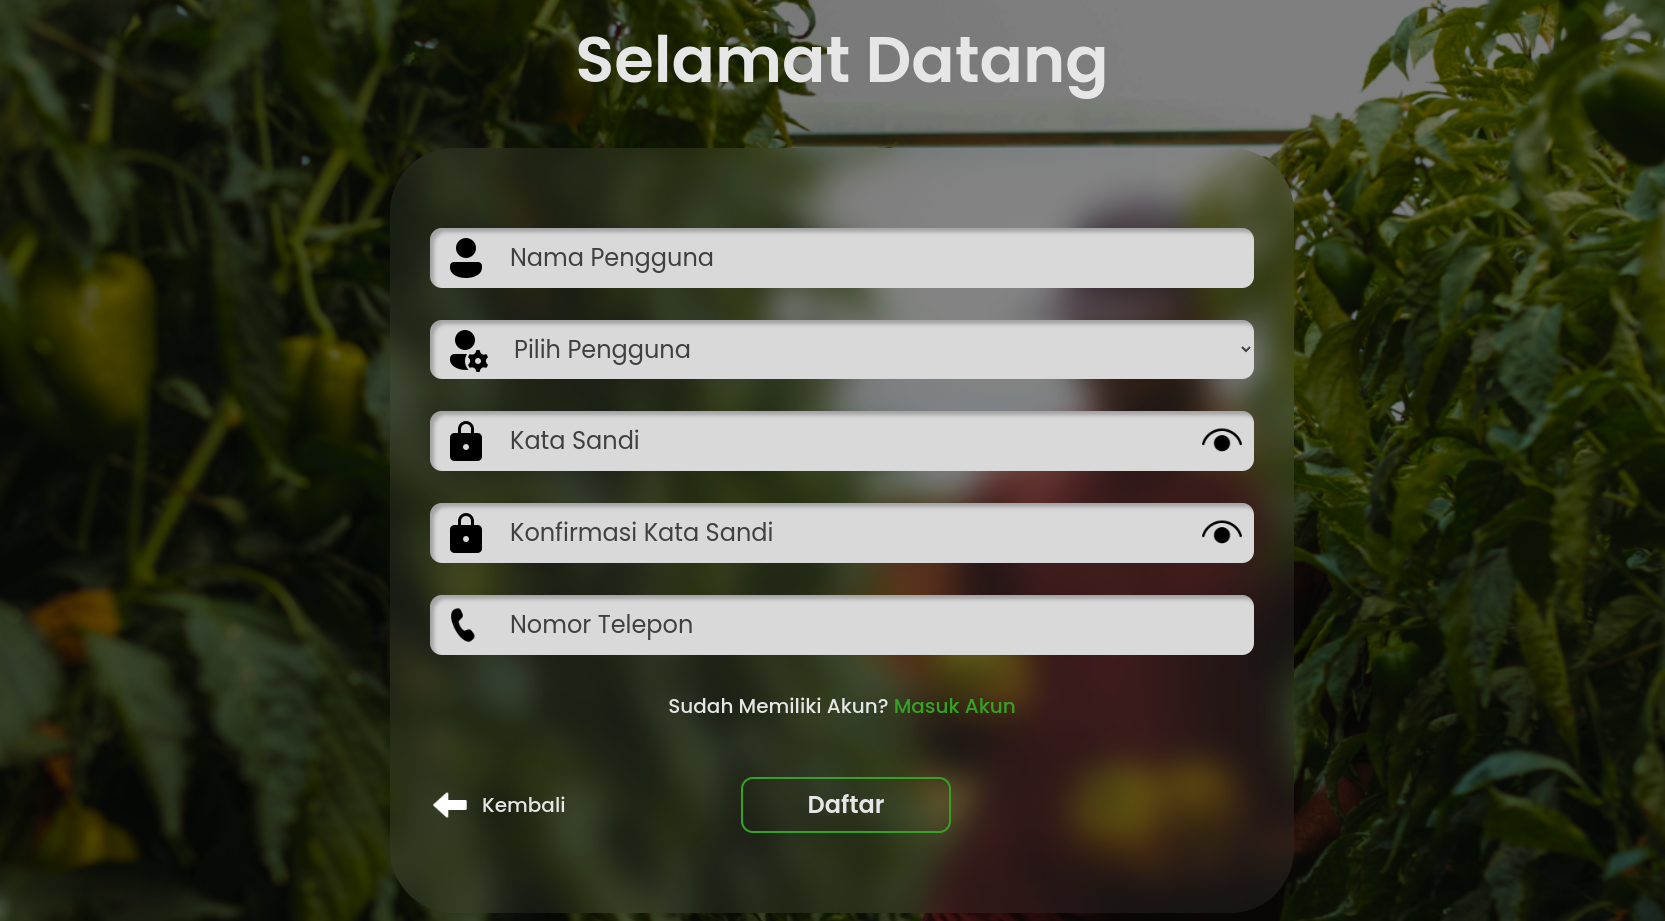 Selamat Datang
Nama Pengguna
Pilih Pengguna
Kata Sandi
Konfirmasi Kata Sandi
Nomor Telepon
Sudah Memiliki Akun? Masuk Akun
Kembali
Daftar